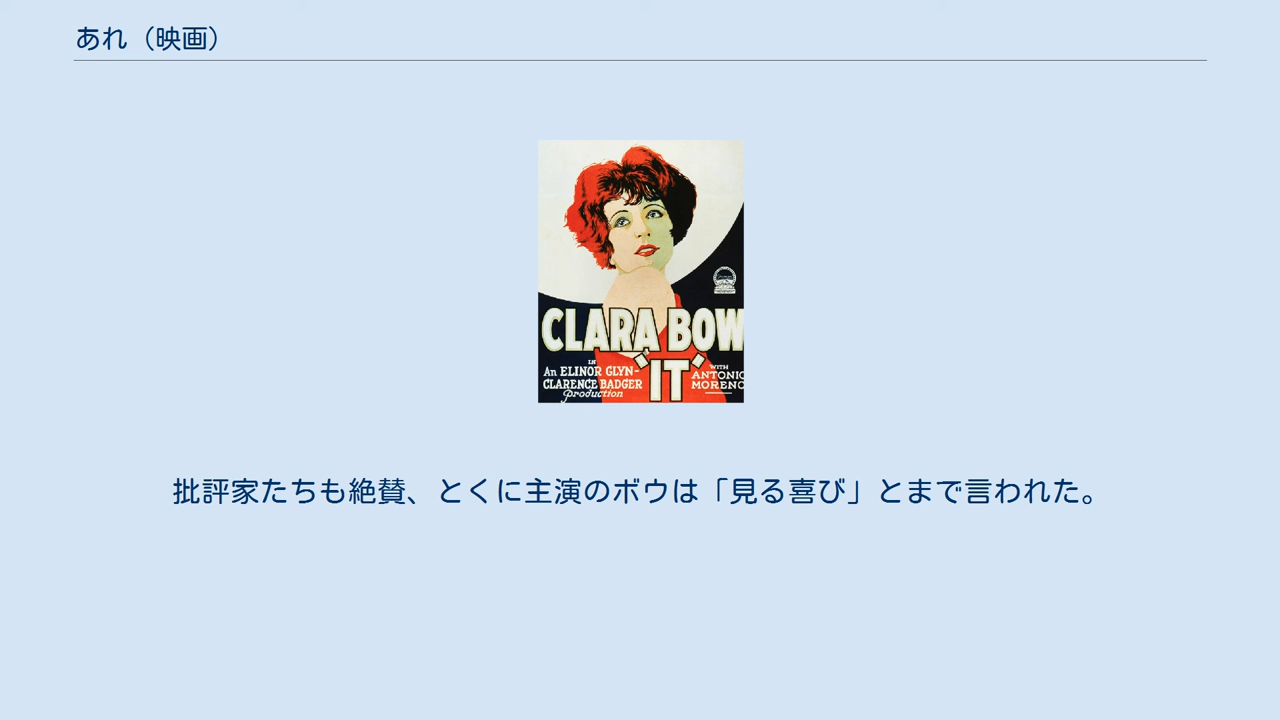 あれ（映画）
CLARA BOW
IN
An ELINOR GLYN-
CLARENCE BADGER
Production
"IT"
WITH
ANTONIO
MORENO
批評家たちも絶賛、とくに主演のボウは「見る喜び」とまで言われた。